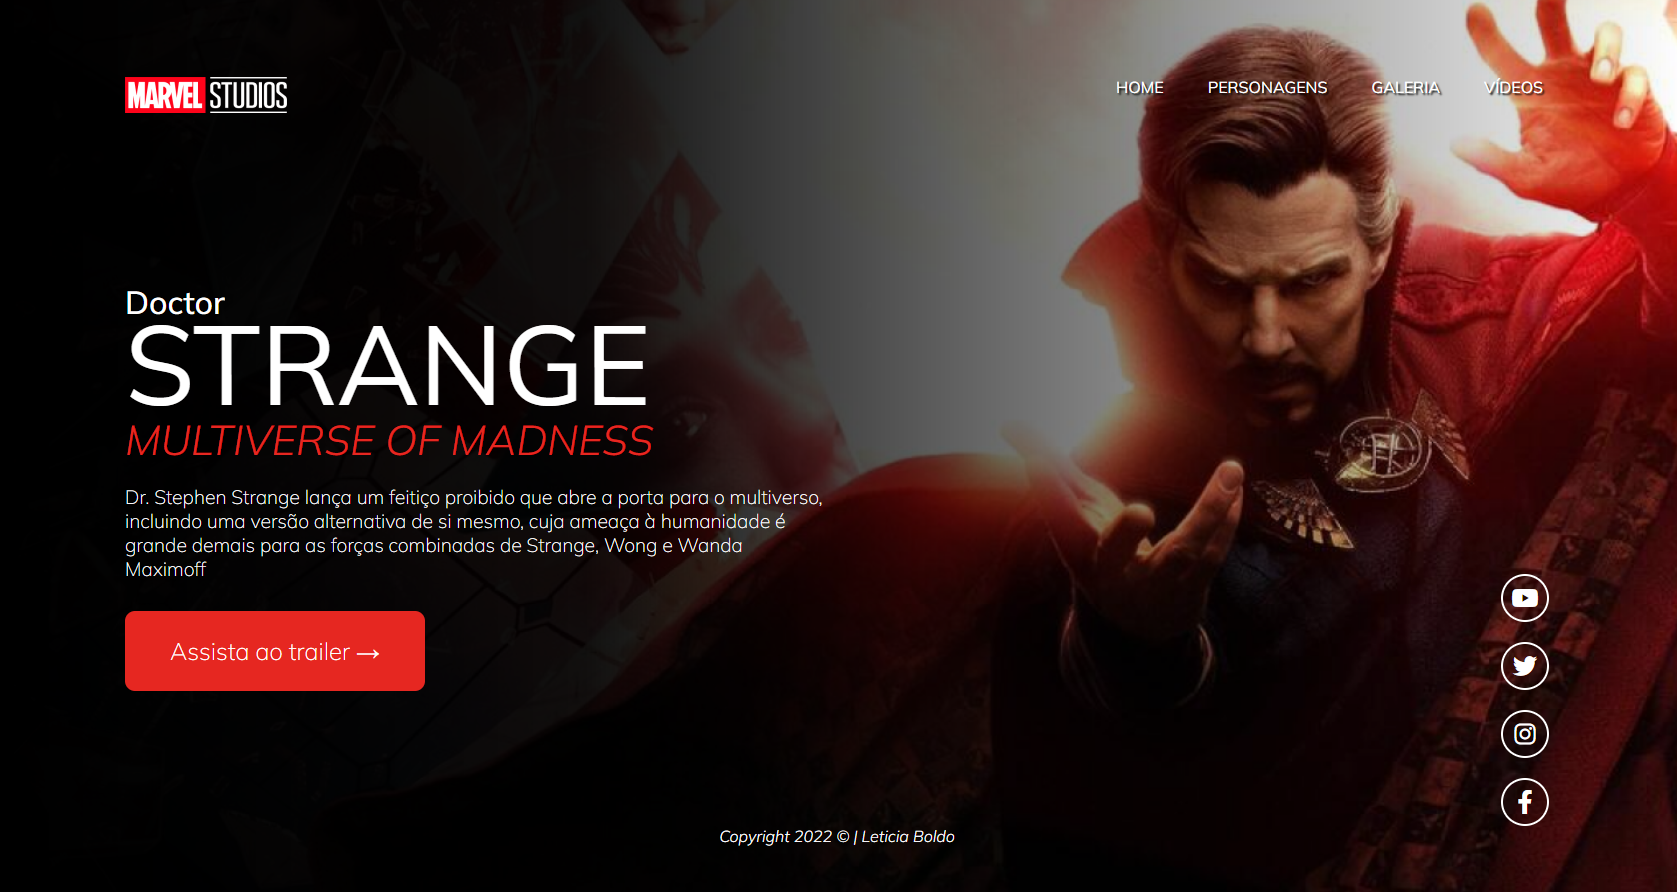 MARVEL STUDIOS
HOME PERSONAGENS GALERIA VÍDEOS
Doctor
STRANGE
MULTIVERSE OF MADNESS
Dr. Stephen Strange lança um feitiço proibido que abre a porta para o multiverso,
incluindo uma versão alternativa de si mesmo, cuja ameaça à humanidade é
grande demais para as forças combinadas de Strange, Wong e Wanda
Maximoff
Assista ao trailer →
Copyright 2022 © | Leticia Boldo